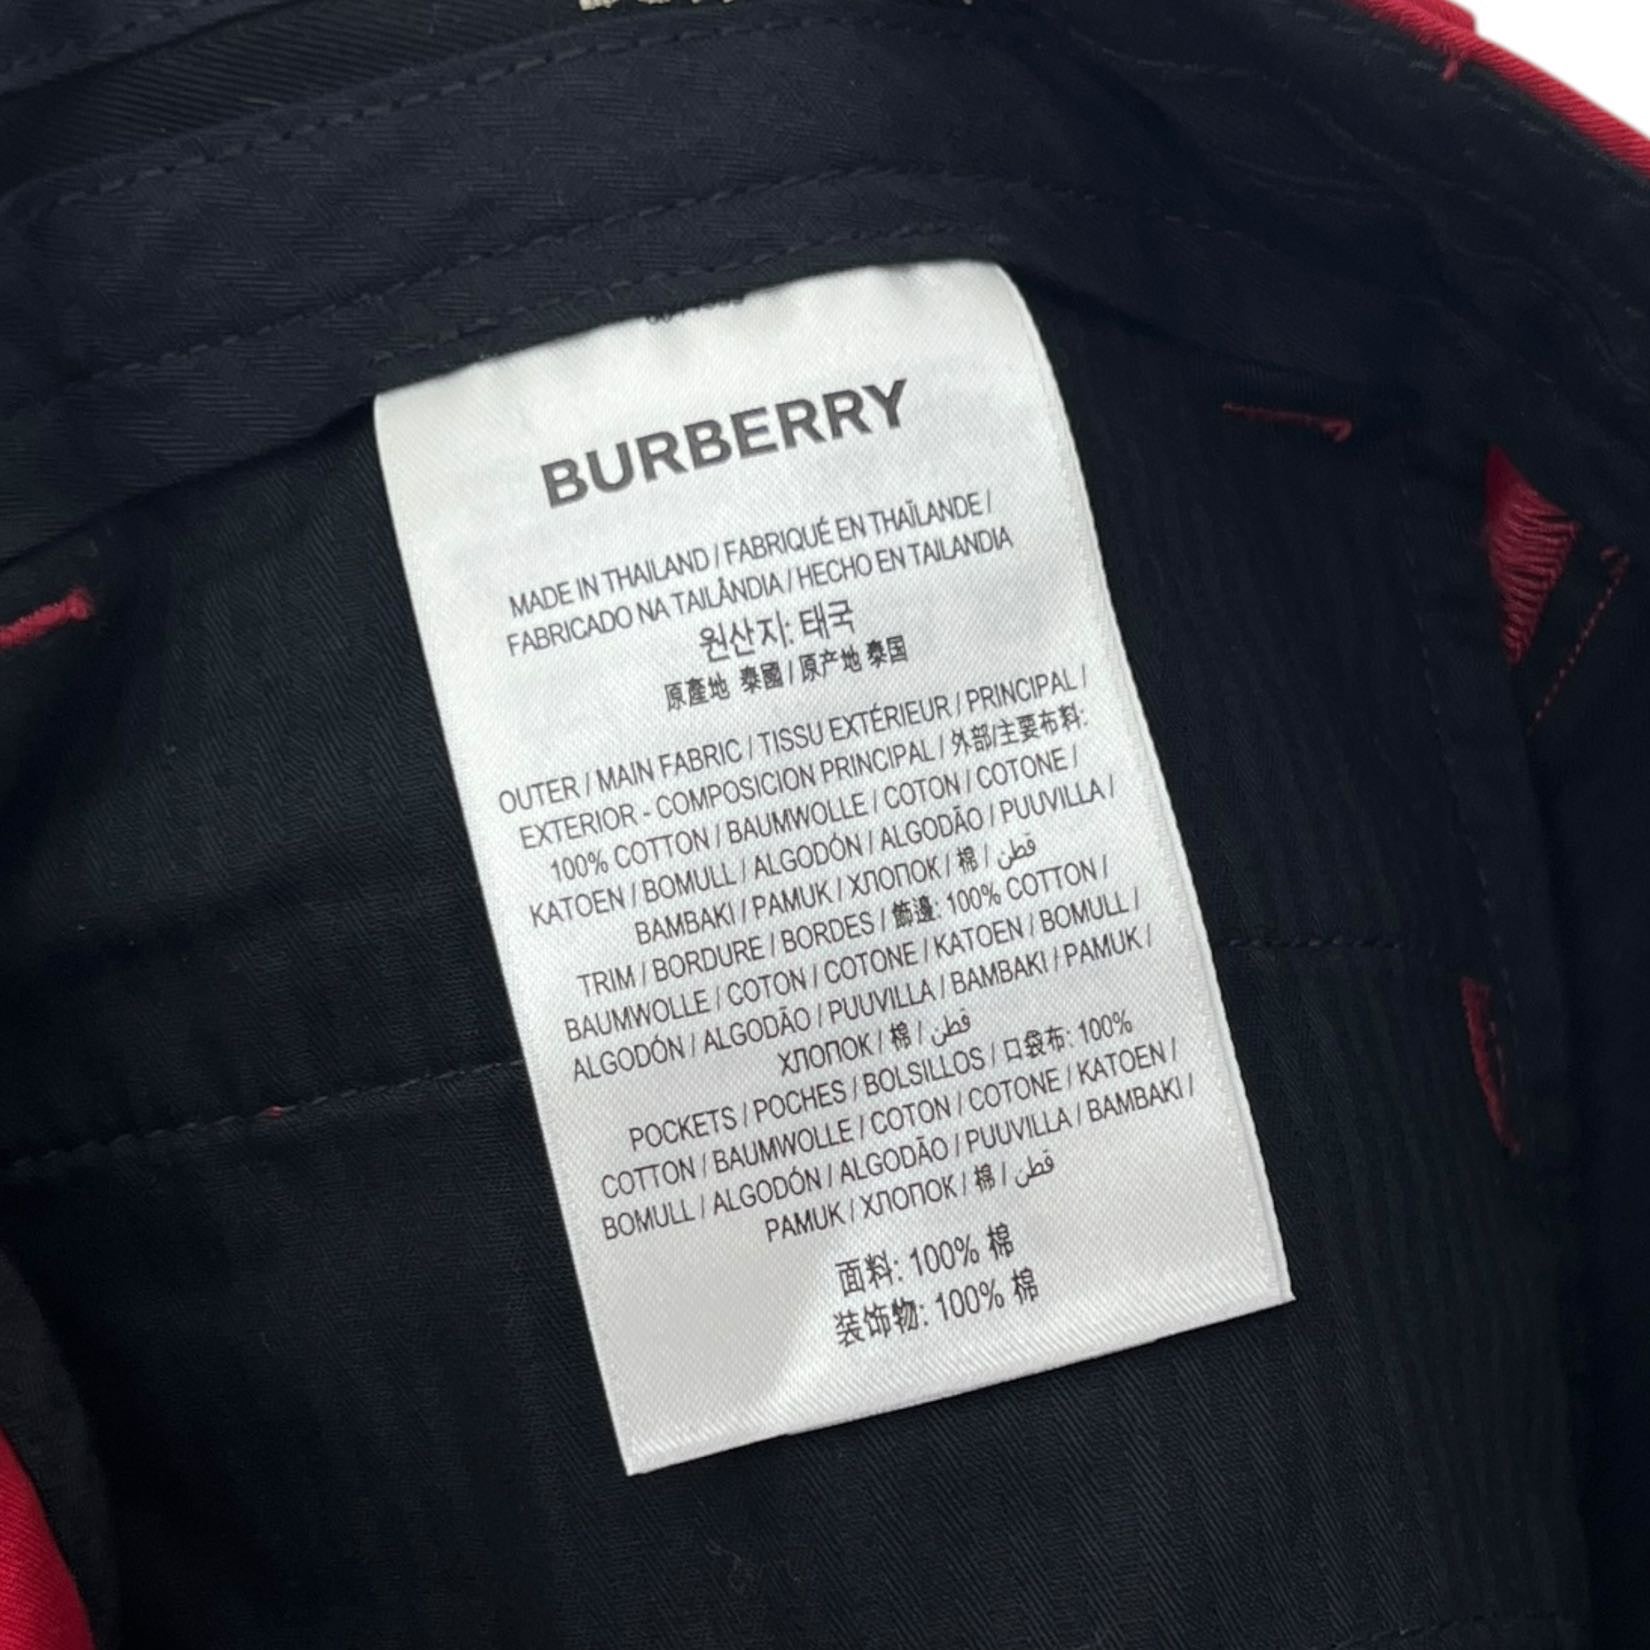 BURBERRY
MADE IN THAILAND / FABRIQUÉ EN THAÏLANDE /
FABRICADO NA TAILÂNDIA / HECHO EN TAILANDIA
원산지: 태국
原產地 泰國 / 原产地 泰国
OUTER / MAIN FABRIC / TISSU EXTÉRIEUR / PRINCIPAL /
EXTERIOR - COMPOSICION PRINCIPAL / 外部/主要布料:
100% COTTON / BAUMWOLLE / COTON / COTONE /
KATOEN / BOMULL / ALGODÓN / ALGODÃO / PUUVILLA /
BAMBAKI / PAMUK / ХЛОПОК / 棉 / قطن
TRIM / BORDURE / BORDES / 飾邊: 100% COTTON /
BAUMWOLLE / COTON / COTONE / KATOEN / BOMULL /
ALGODÓN / ALGODÃO / PUUVILLA / BAMBAKI / PAMUK /
ХЛОПОК / 棉 / قطن
POCKETS / POCHES / BOLSILLOS / 口袋布: 100%
COTTON / BAUMWOLLE / COTON / COTONE / KATOEN /
BOMULL / ALGODÓN / ALGODÃO / PUUVILLA / BAMBAKI /
PAMUK / ХЛОПОК / 棉 / قطن
面料: 100% 棉
装饰物: 100% 棉